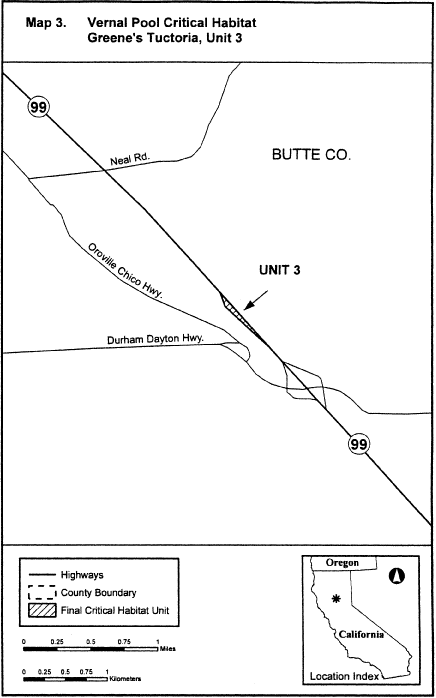 Map 3. Vernal Pool Critical Habitat
Greene's Tuctoria, Unit 3
99
Neal Rd.
BUTTE CO.
Oroville Chico Hwy.
UNIT 3
Durham Dayton Hwy.
99
Highways
County Boundary
Final Critical Habitat Unit
0 0.25 0.5 0.75 1
Miles
0 0.25 0.5 0.75 1
Kilometers
Oregon
California
Location Index